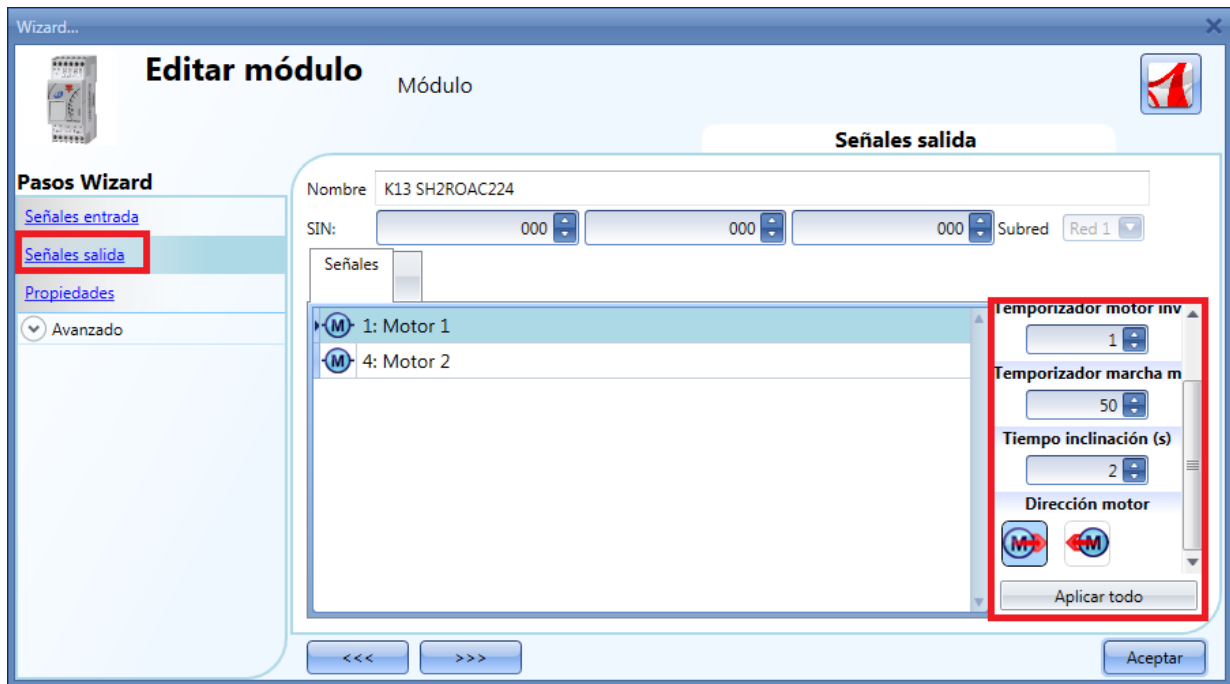 Wizard...
Editar módulo
Módulo
Señales salida
Pasos Wizard
Señales entrada
Señales salida
Propiedades
Avanzado
Nombre K13 SH2ROAC224
SIN: 000 000 000 Subred Red 1
Señales
1: Motor 1
4: Motor 2
Temporizador motor inv
1
Temporizador marcha m
50
Tiempo inclinación (s)
2
Dirección motor
M M
Aplicar todo
<<< >>> Aceptar